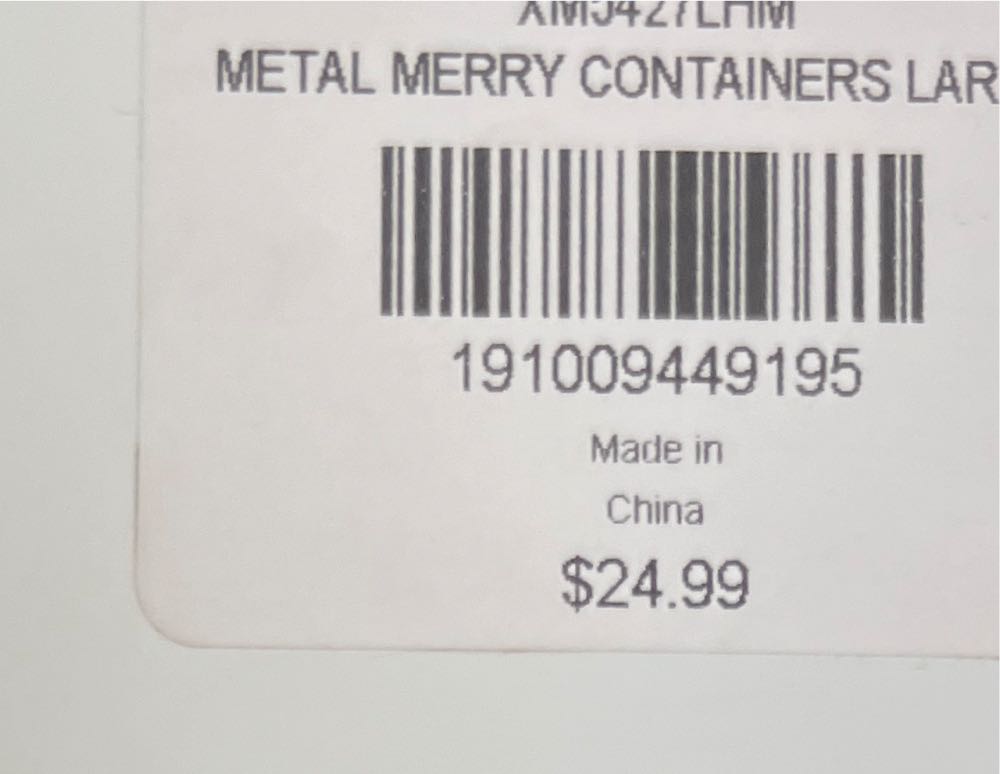 METAL MERRY CONTAINERS LAR
191009449195
Made in
China
$24.99